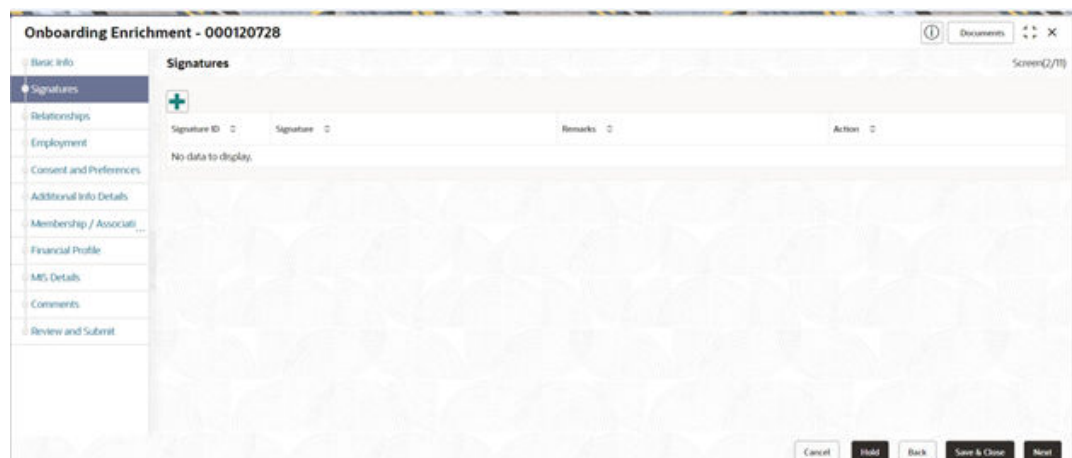 Onboarding Enrichment - 000120728
Documents
Basic Info
Signatures
Relationships
Employment
Consent and Preferences
Additional Info Details
Membership / Associati...
Financial Profile
MIS Details
Comments
Review and Submit
Signatures
Screen(2/11)
Signature ID Signature Remarks Action
No data to display.
Cancel Hold Back Save & Close Next